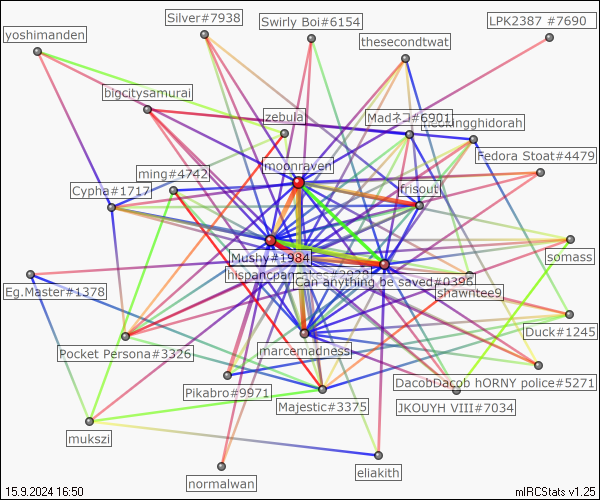 Silver#7938
Swirly Boi#6154
LPK2387 #7690
yoshimanden
thesecondtwat
bigcitysamurai
zebula
Madネコ#6901
Fedora Stoat#4479
moonraven
ming#4742
Cypha#1717
frisout
Mushy#1984
somass
Can anything be saved#0396
Eg.Master#1378
shawntee9
Duck#1245
marcemadness
Pocket Persona#3326
DacobDacob hORNY police#5271
Pikabro#9971
Majestic#3375
JKOUYH VIII#7034
mukszi
eliakith
normalwan
15.9.2024 16:50
mIRCStats v1.25